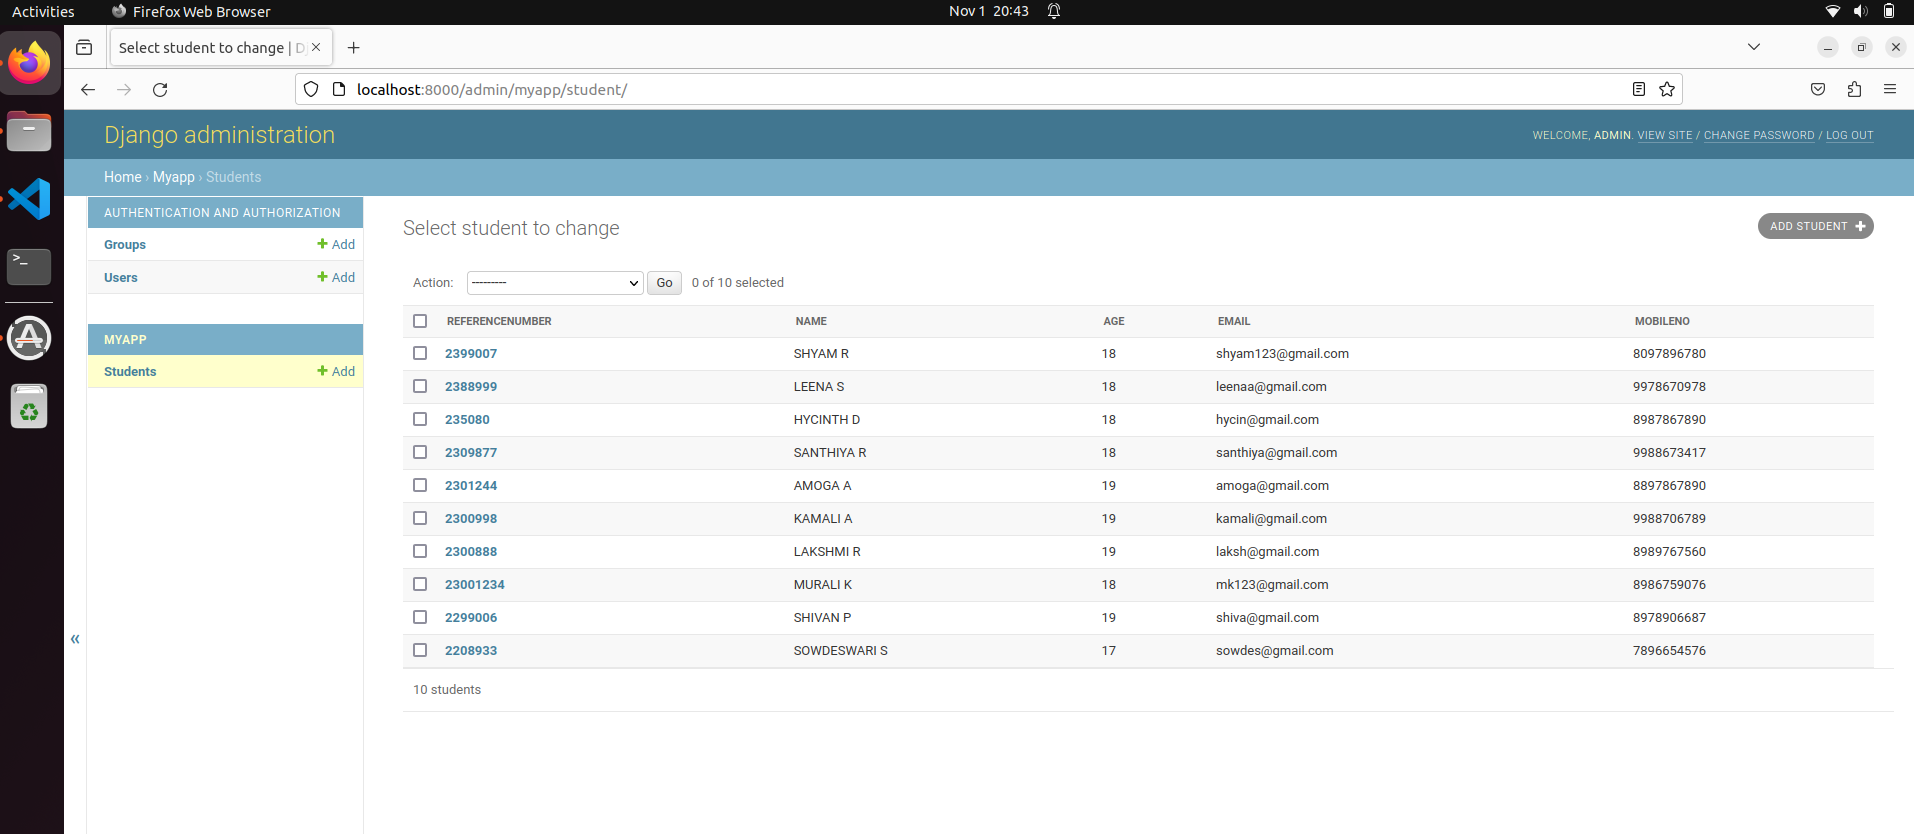 Activities Firefox Web Browser Nov 1 20:43
Select student to change | D
localhost:8000/admin/myapp/student/
Django administration WELCOME, ADMIN. VIEW SITE / CHANGE PASSWORD / LOG OUT
Home › Myapp › Students
AUTHENTICATION AND AUTHORIZATION
Groups + Add
Users + Add
MYAPP
Students + Add
«
Select student to change ADD STUDENT +
Action: --------- Go 0 of 10 selected
REFERENCENUMBER NAME AGE EMAIL MOBILENO
2399007 SHYAM R 18 shyam123@gmail.com 8097896780
2388999 LEENA S 18 leenaa@gmail.com 9978670978
235080 HYCINTH D 18 hycin@gmail.com 8987867890
2309877 SANTHIYA R 18 santhiya@gmail.com 9988673417
2301244 AMOGA A 19 amoga@gmail.com 8897867890
2300998 KAMALI A 19 kamali@gmail.com 9988706789
2300888 LAKSHMI R 19 laksh@gmail.com 8989767560
23001234 MURALI K 18 mk123@gmail.com 8986759076
2299006 SHIVAN P 19 shiva@gmail.com 8978906687
2208933 SOWDESWARI S 17 sowdes@gmail.com 7896654576
10 students